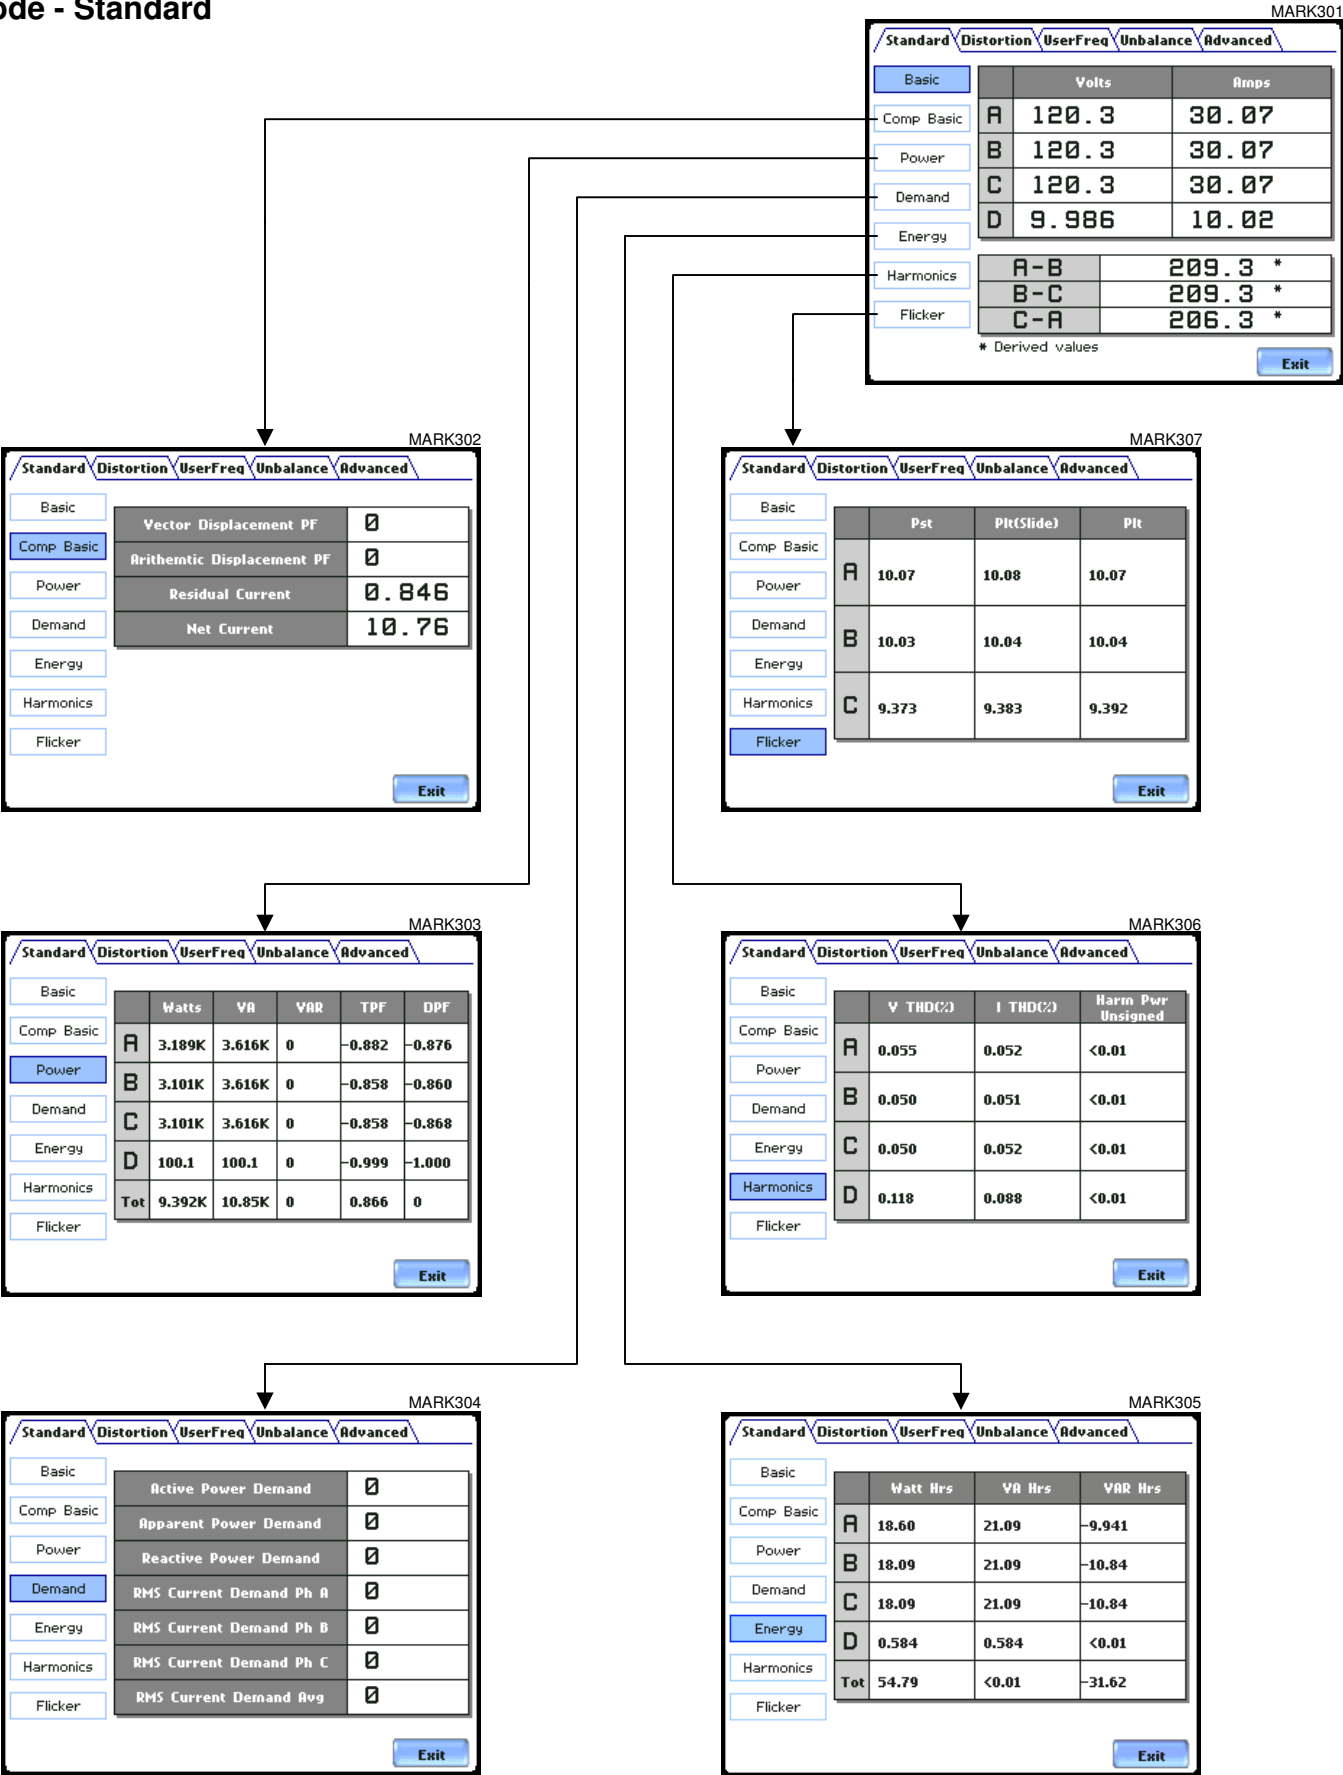 ode - Standard
MARK301
Standard Distortion UserFreq Unbalance Advanced
Basic
Comp Basic
Power
Demand
Energy
Harmonics
Flicker
Volts Amps
A 120.3 30.07
B 120.3 30.07
C 120.3 30.07
D 9.986 10.02
A-B 209.3 *
B-C 209.3 *
C-A 206.3 *
* Derived values
Exit
MARK302
Standard Distortion UserFreq Unbalance Advanced
Basic
Comp Basic
Power
Demand
Energy
Harmonics
Flicker
Vector Displacement PF 0
Arithemtic Displacement PF 0
Residual Current 0.846
Net Current 10.76
Exit
MARK307
Standard Distortion UserFreq Unbalance Advanced
Basic
Comp Basic
Power
Demand
Energy
Harmonics
Flicker
Pst Plt(Slide) Plt
A 10.07 10.08 10.07
B 10.03 10.04 10.04
C 9.373 9.383 9.392
Exit
MARK303
Standard Distortion UserFreq Unbalance Advanced
Basic
Comp Basic
Power
Demand
Energy
Harmonics
Flicker
Watts VA VAR TPF DPF
A 3.189K 3.616K 0 -0.882 -0.876
B 3.101K 3.616K 0 -0.858 -0.860
C 3.101K 3.616K 0 -0.858 -0.868
D 100.1 100.1 0 -0.999 -1.000
Tot 9.392K 10.85K 0 0.866 0
Exit
MARK306
Standard Distortion UserFreq Unbalance Advanced
Basic
Comp Basic
Power
Demand
Energy
Harmonics
Flicker
V THD(%) I THD(%) Harm Pwr
Unsigned
A 0.055 0.052 <0.01
B 0.050 0.051 <0.01
C 0.050 0.052 <0.01
D 0.118 0.088 <0.01
Exit
MARK304
Standard Distortion UserFreq Unbalance Advanced
Basic
Comp Basic
Power
Demand
Energy
Harmonics
Flicker
Active Power Demand 0
Apparent Power Demand 0
Reactive Power Demand 0
RMS Current Demand Ph A 0
RMS Current Demand Ph B 0
RMS Current Demand Ph C 0
RMS Current Demand Avg 0
Exit
MARK305
Standard Distortion UserFreq Unbalance Advanced
Basic
Comp Basic
Power
Demand
Energy
Harmonics
Flicker
Watt Hrs VA Hrs VAR Hrs
A 18.60 21.09 -9.941
B 18.09 21.09 -10.84
C 18.09 21.09 -10.84
D 0.584 0.584 <0.01
Tot 54.79 <0.01 -31.62
Exit